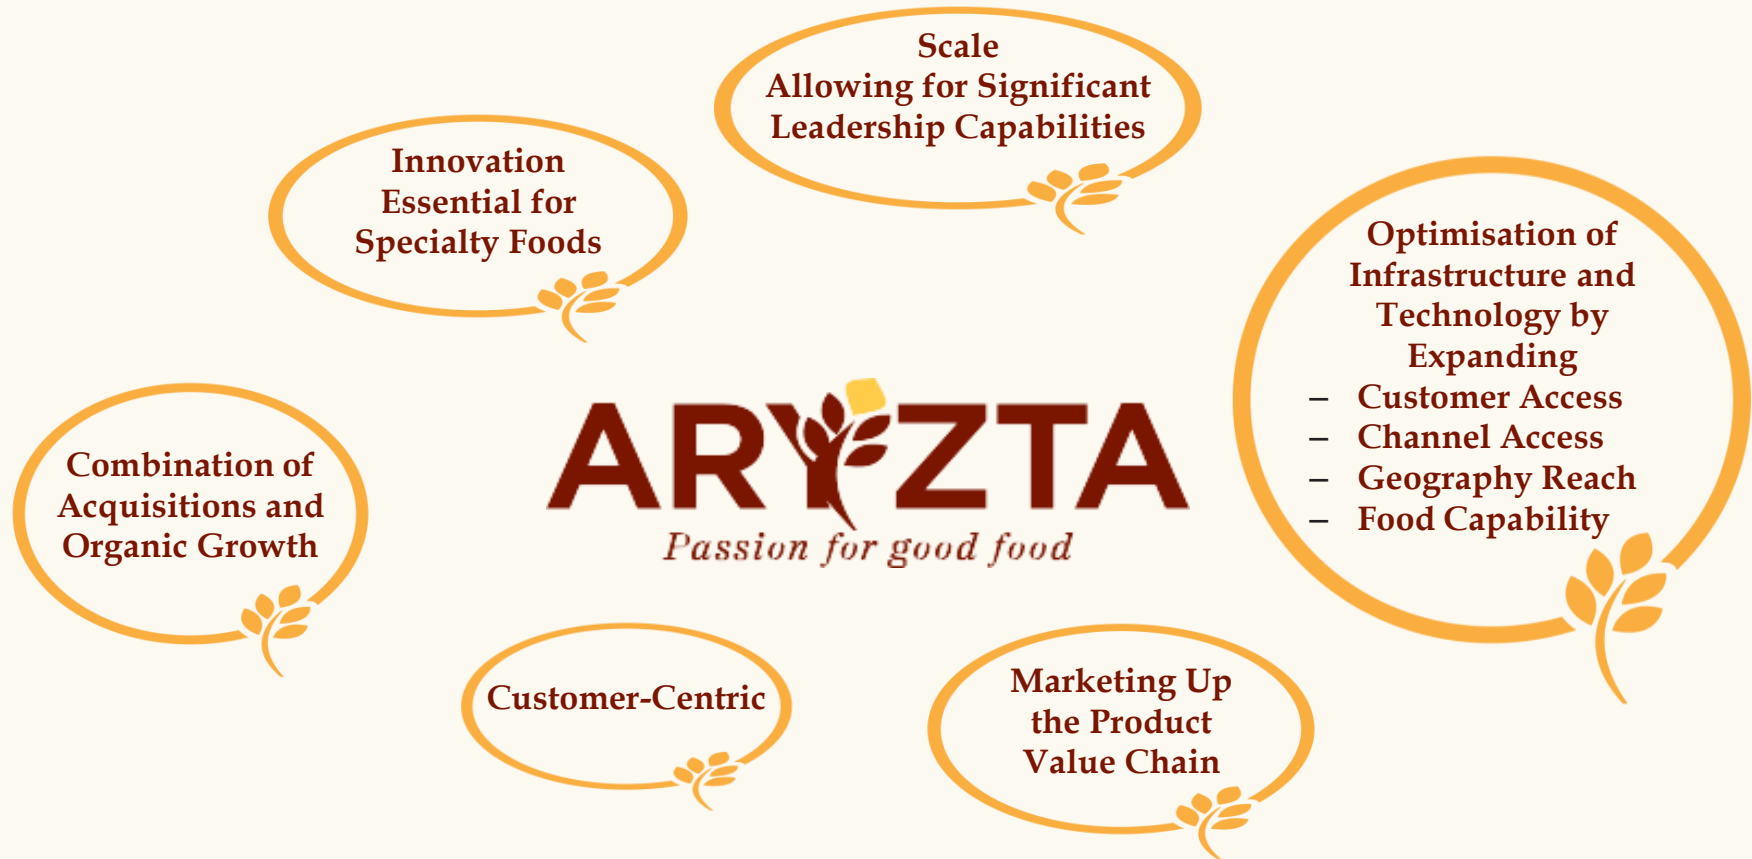 Scale
Allowing for Significant
Leadership Capabilities
Innovation
Essential for
Specialty Foods
Optimisation of
Infrastructure and
Technology by
Expanding
– Customer Access
– Channel Access
– Geography Reach
– Food Capability
ARYZTA
Passion for good food
Combination of
Acquisitions and
Organic Growth
Customer-Centric
Marketing Up
the Product
Value Chain